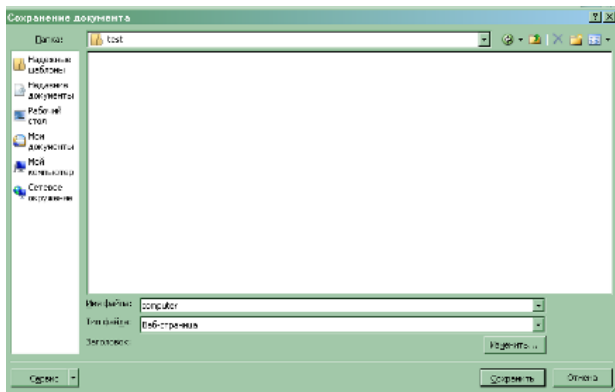 Сохранение документа
Папка:
test
Надежные
шаблоны
Недавние
документы
Рабочий
стол
Мои
документы
Мой
компьютер
Сетевое
окружение
Имя файла:
computer
Тип файла:
Веб-страница
Заголовок:
Изменить...
Сервис
Сохранить
Отмена